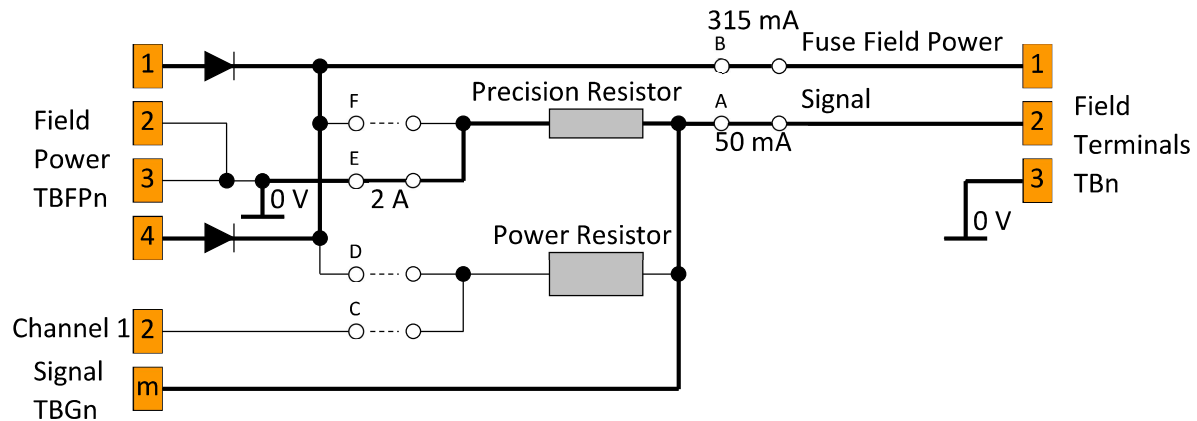 315 mA
B
Fuse Field Power
1
1
F
Precision Resistor
A
Signal
Field
Power
TBFPn
2
50 mA
2
Field
Terminals
TBn
E
3
0 V
2 A
3
0 V
4
D
Power Resistor
C
Channel 1
2
Signal
TBGn
m